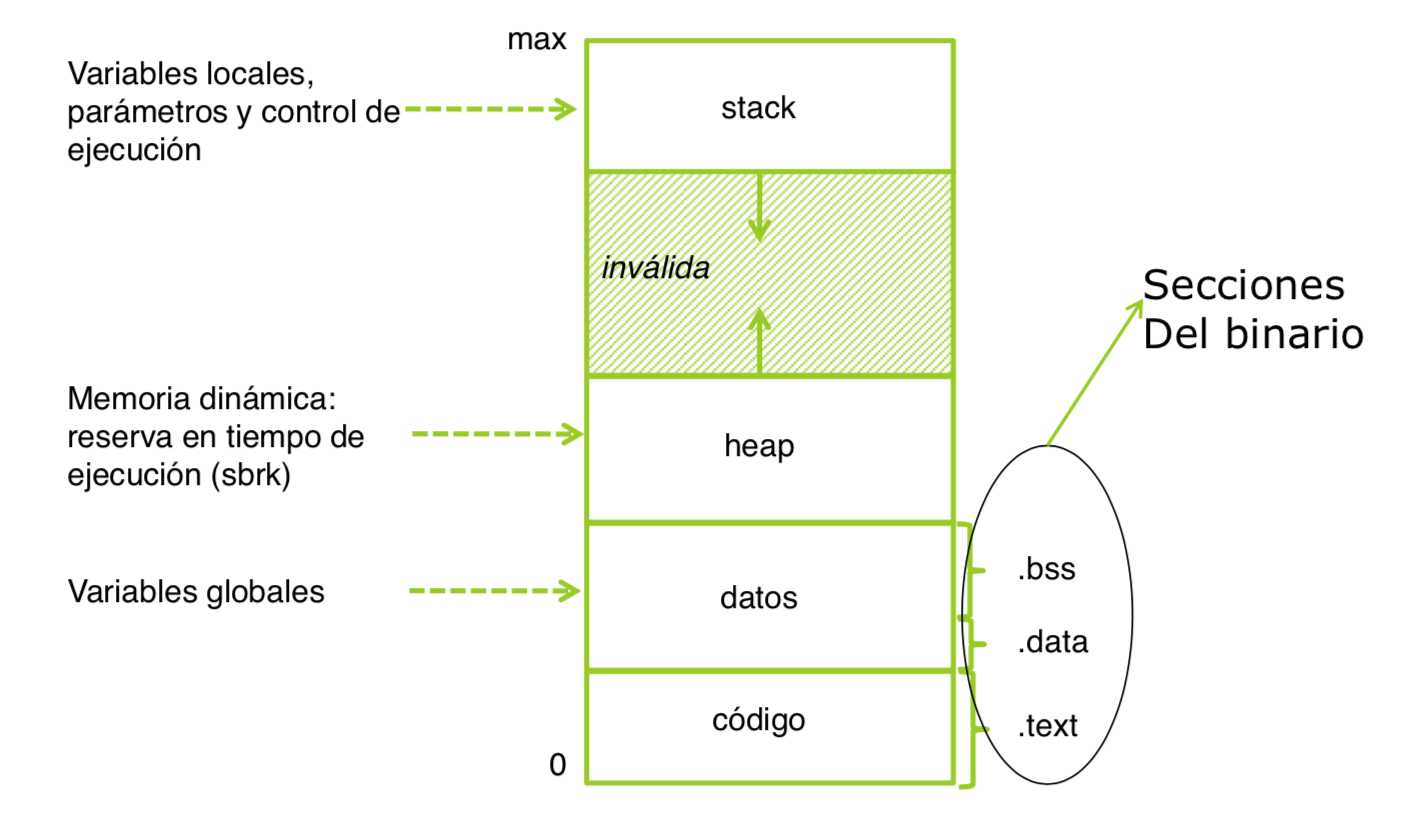 max
Variables locales,
parámetros y control de
ejecución
stack
inválida
Secciones
Del binario
Memoria dinámica:
reserva en tiempo de
ejecución (sbrk)
heap
Variables globales
datos
.bss
.data
código
.text
0